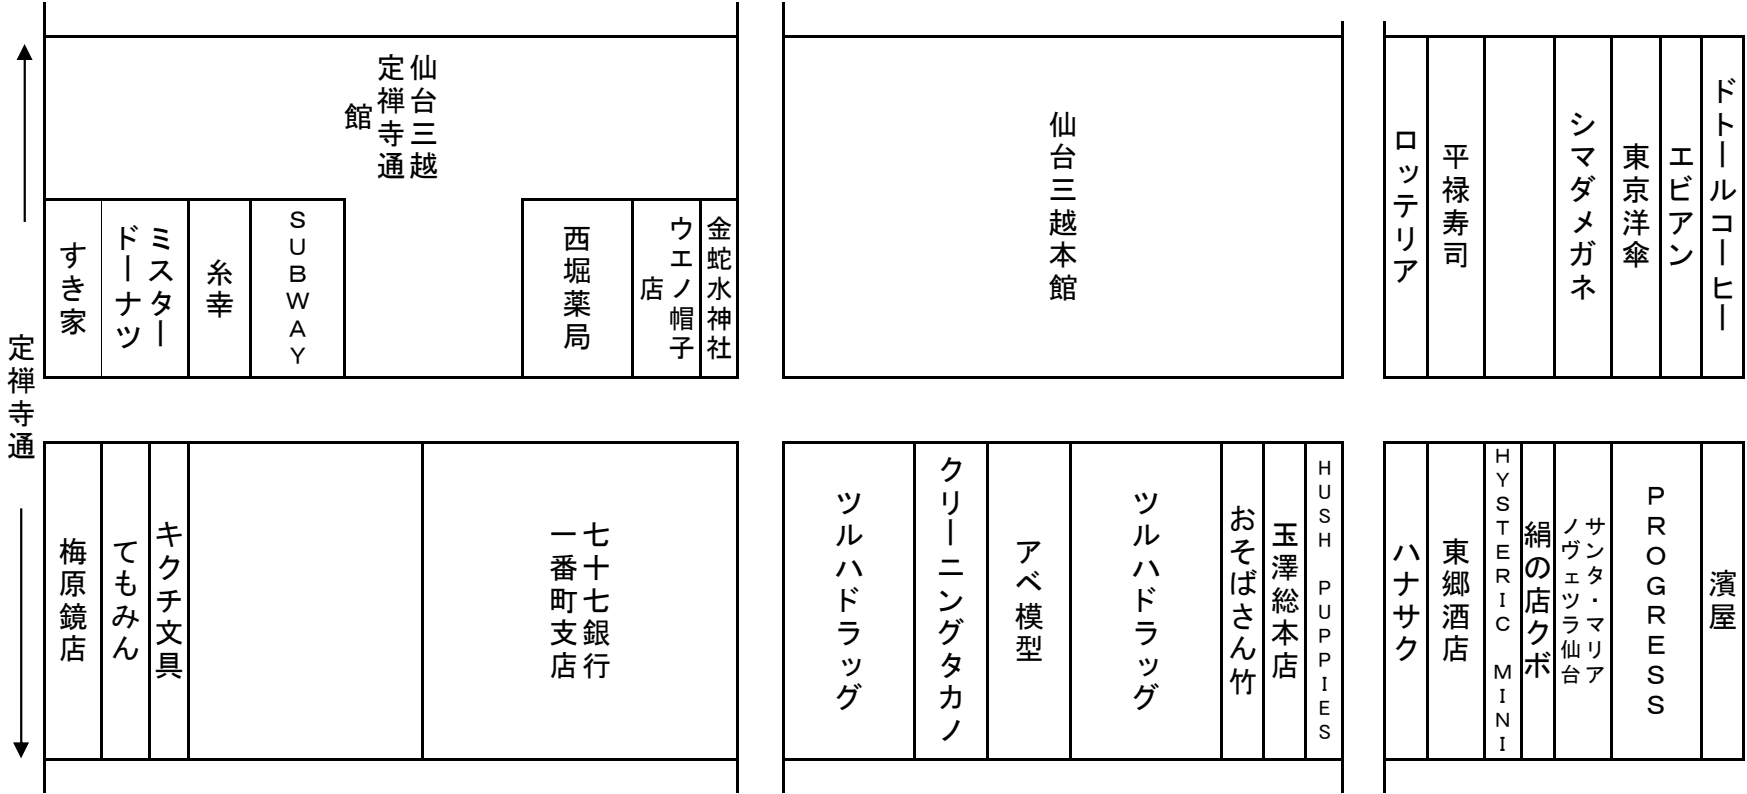 定禅寺通
仙台三越
定禅寺通
館
すき家
ミスター
ドーナツ
糸幸
SUBWAY
西堀薬局
ウエノ帽子
店
金蛇水神社
仙台三越本館
ロッテリア
平禄寿司
シマダメガネ
東京洋傘
エビアン
ドトールコーヒー
梅原鏡店
てもみん
キクチ文具
七十七銀行
一番町支店
ツルハドラッグ
クリーニングタカノ
アベ模型
ツルハドラッグ
おそばさん竹
玉澤総本店
HUSH PUPPIES
ハナサク
東郷酒店
HYSTERIC MINI
絹の店クボ
サンタ・マリア
ノヴェツラ仙台
PROGRESS
濱屋